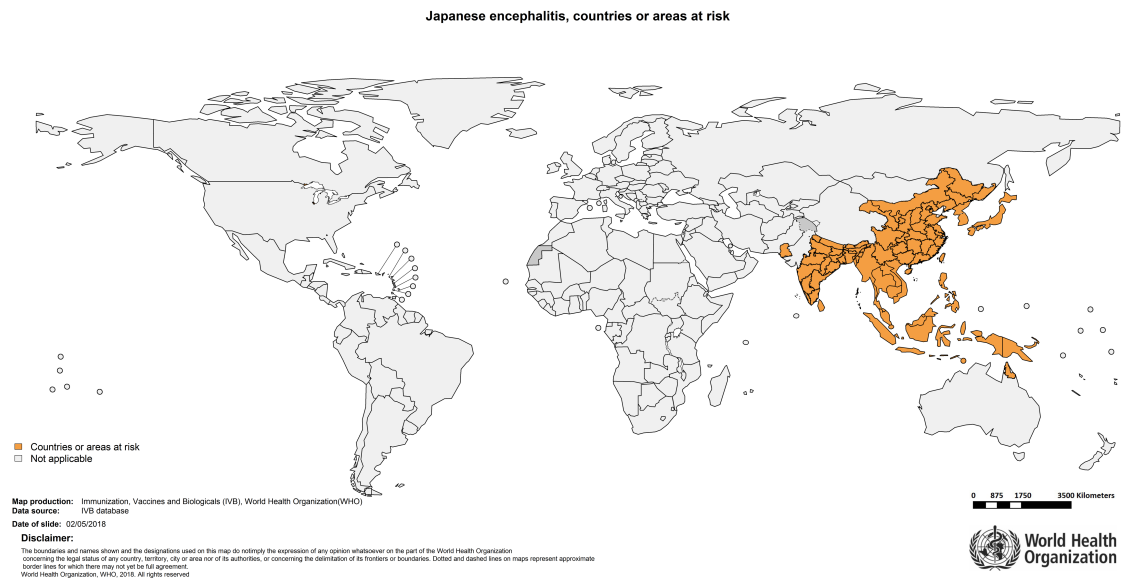 Japanese encephalitis, countries or areas at risk
Countries or areas at risk
Not applicable
Map production: Immunization, Vaccines and Biologicals (IVB), World Health Organization(WHO)
Data source: IVB database
Date of slide: 02/05/2018
Disclaimer:
The boundaries and names shown and the designations used on this map do notimply the expression of any opinion whatsoever on the part of the World Health Organization
concerning the legal status of any country, territory, city or area nor of its authorities, or concerning the delimitation of its frontiers or boundaries. Dotted and dashed lines on maps represent approximate
border lines for which there may not yet be full agreement.
World Health Organization, WHO, 2018. All rights reserved
0 875 1750 3500 Kilometers
World Health
Organization